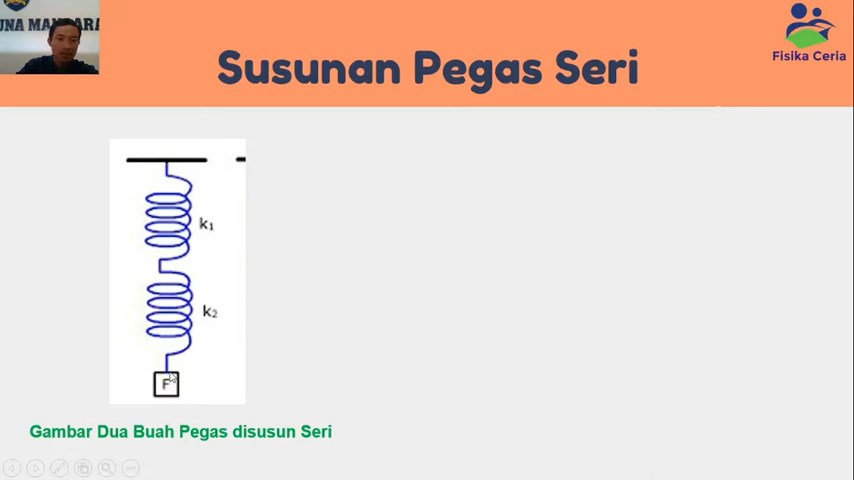 UNA MANDARA
Susunan Pegas Seri
Fisika Ceria
k1
k2
F
Gambar Dua Buah Pegas disusun Seri